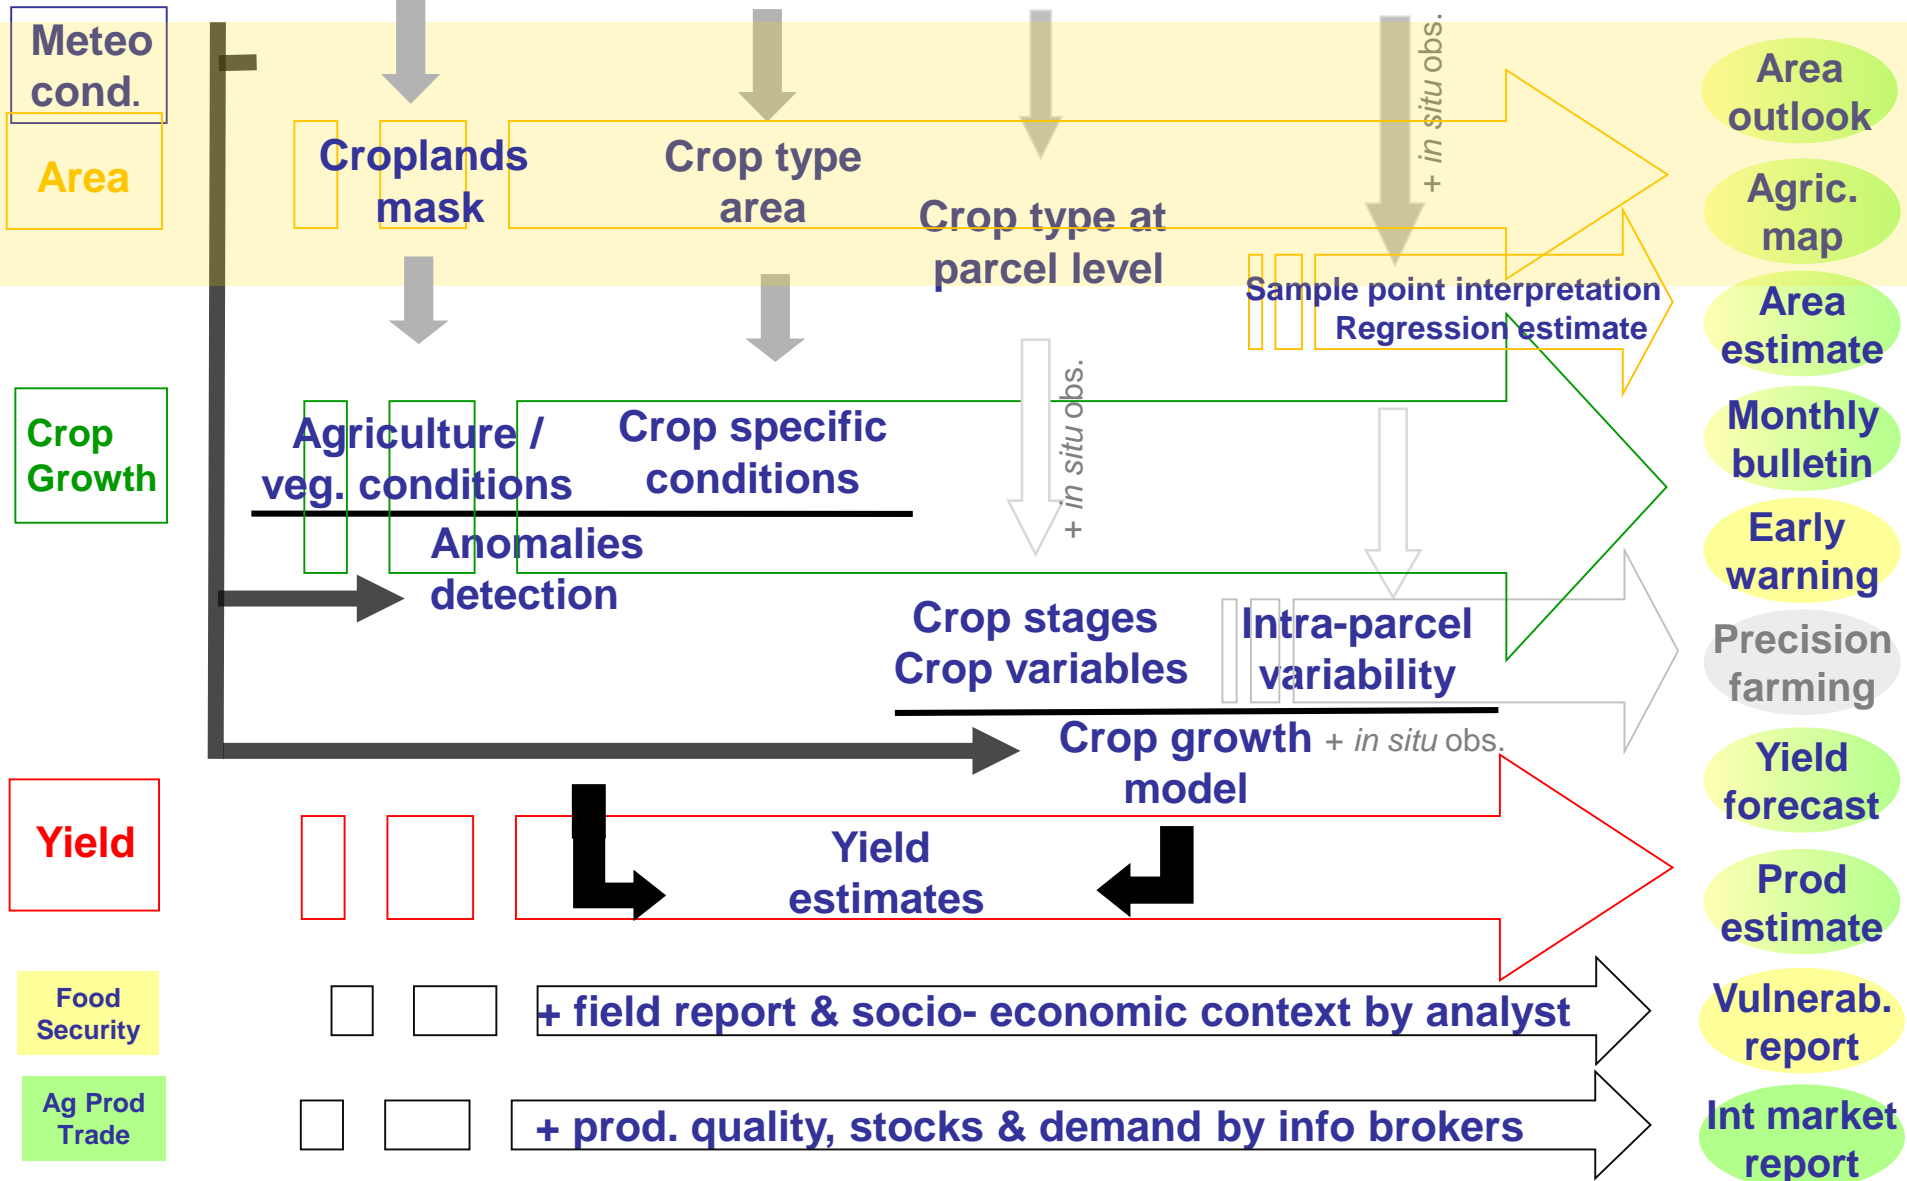 Meteo
cond.
Area
Croplands
mask
Crop type
area
Crop type at
parcel level
+ in situ obs.
Sample point interpretation
Regression estimate
Area
outlook
Agric.
map
Area
estimate
Crop
Growth
Agriculture /
veg. conditions
Crop specific
conditions
Anomalies
detection
+ in situ obs.
Crop stages
Crop variables
Intra-parcel
variability
Crop growth + in situ obs.
model
Monthly
bulletin
Early
warning
Precision
farming
Yield
forecast
Yield
Yield
estimates
Prod
estimate
Food
Security
+ field report & socio- economic context by analyst
Vulnerab.
report
Ag Prod
Trade
+ prod. quality, stocks & demand by info brokers
Int market
report